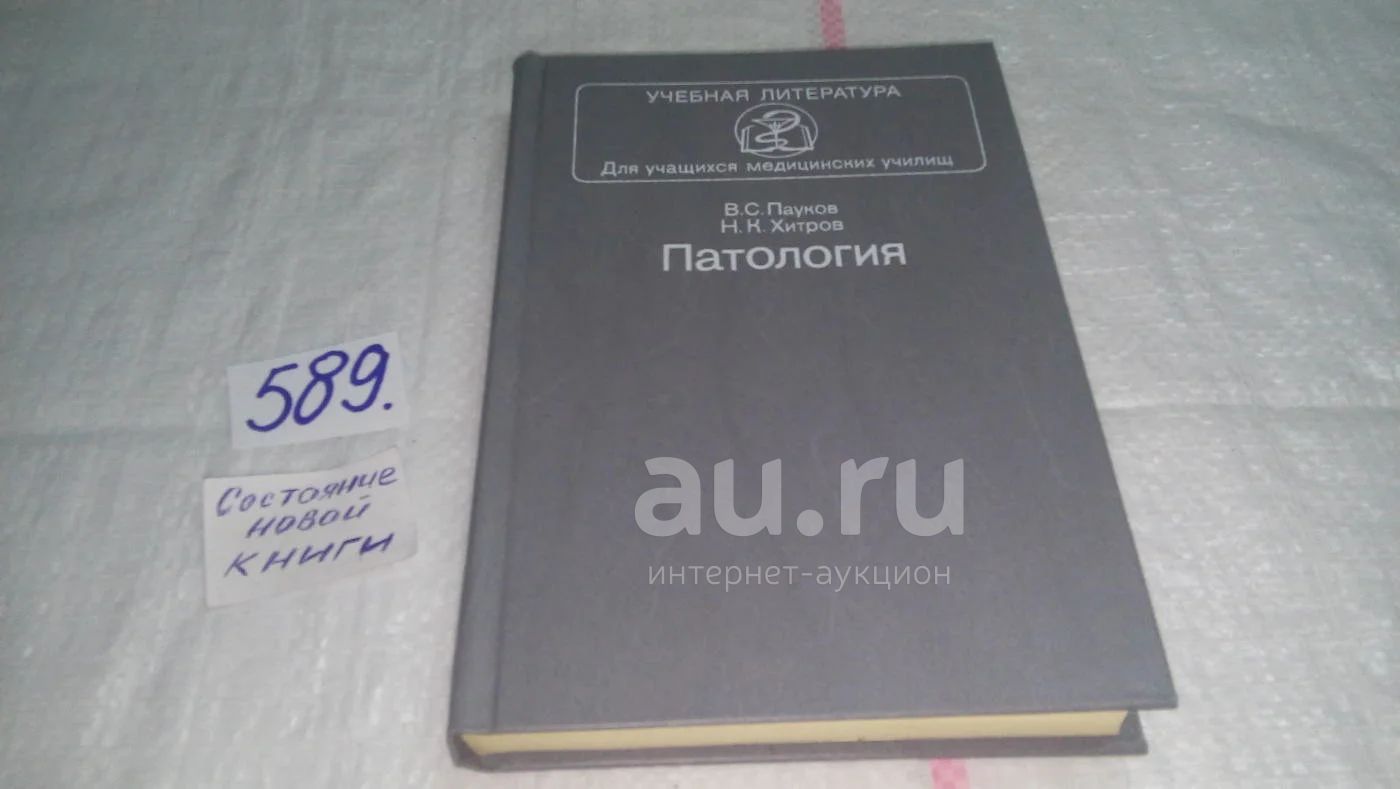 УЧЕБНАЯ ЛИТЕРАТУРА
Для учащихся медицинских училищ
В.С.Пауков
Н.К.Хитров
Патология
589.
Состояние
новой
книги
au.ru
интернет-аукцион